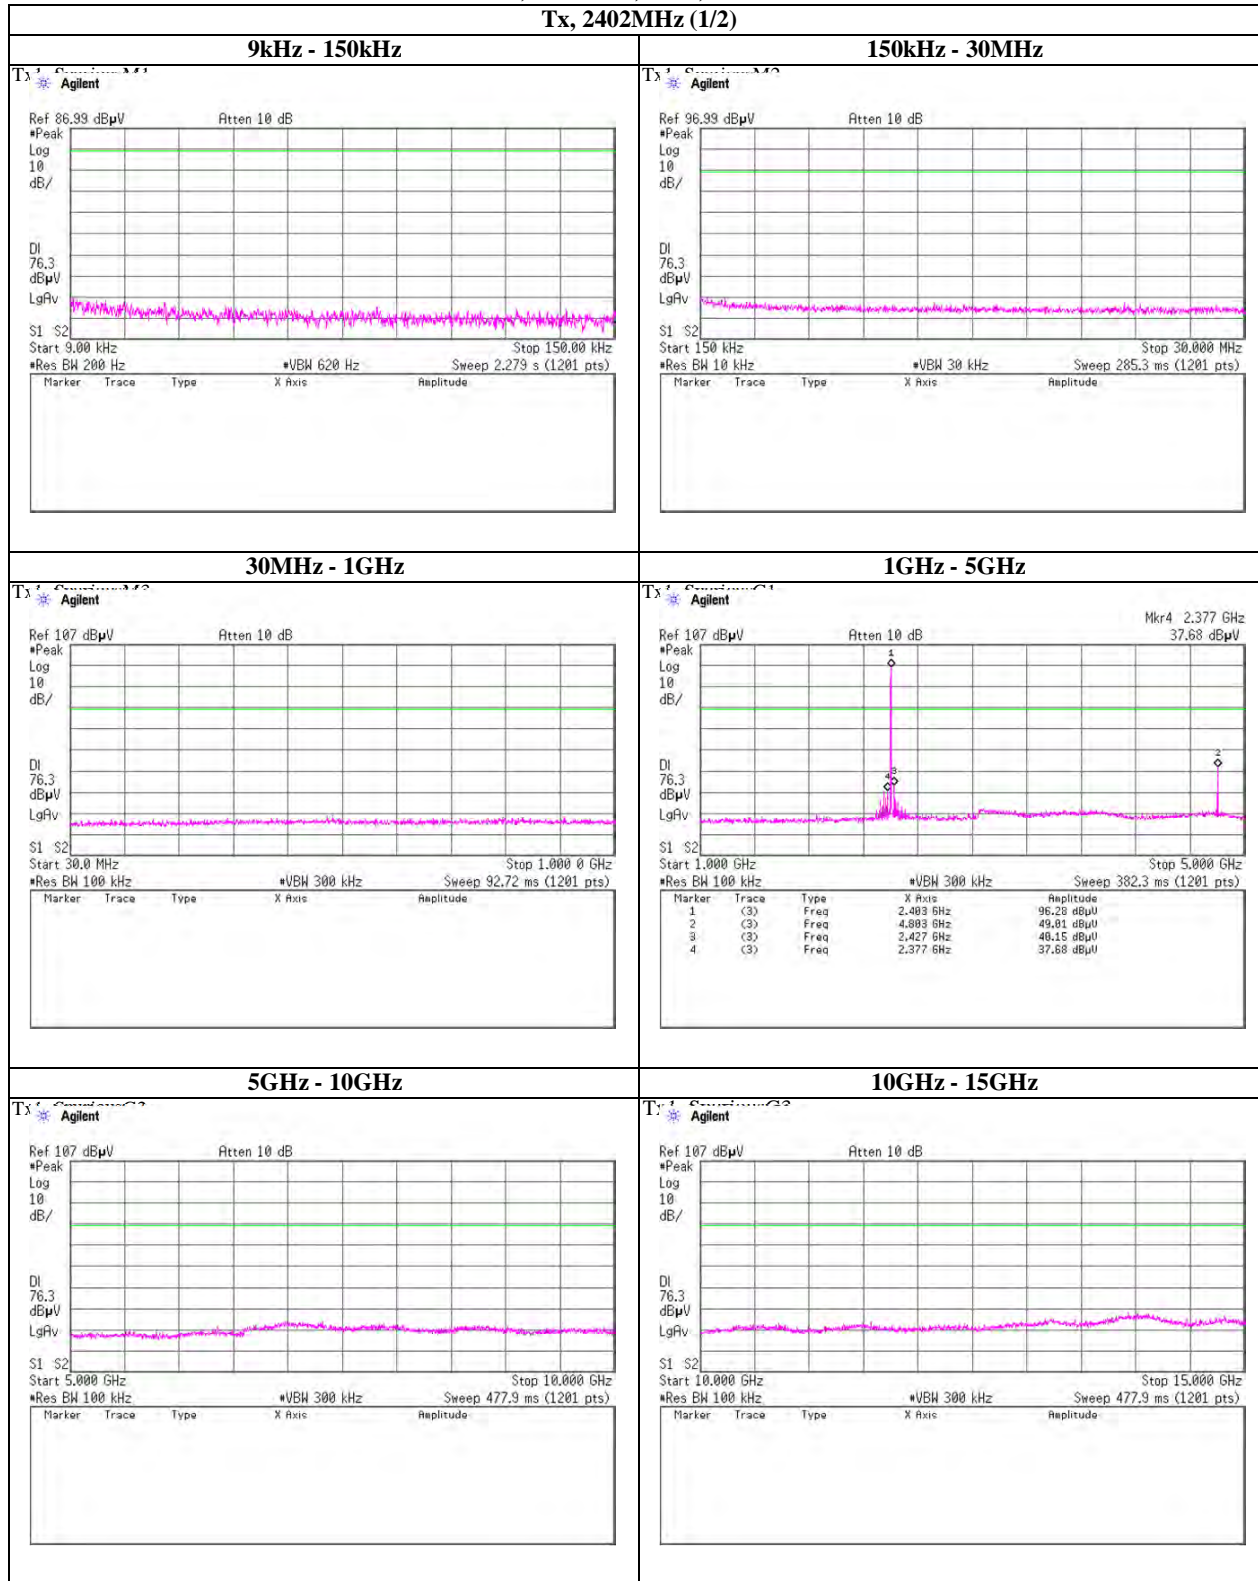 Tx, 2402MHz (1/2)
9kHz - 150kHz
150kHz - 30MHz
Agilent
Ref 86.99 dBµV Atten 10 dB
#Peak
Log
10
dB/
DI
76.3
dBµV
LgAv
S1 S2
Start 9.00 kHz Stop 150.00 kHz
#Res BW 200 Hz #VBW 620 Hz Sweep 2.279 s (1201 pts)
Marker Trace Type X Axis Amplitude
Agilent
Ref 96.99 dBµV Atten 10 dB
#Peak
Log
10
dB/
DI
76.3
dBµV
LgAv
S1 S2
Start 150 kHz Stop 30.000 MHz
#Res BW 10 kHz #VBW 30 kHz Sweep 285.3 ms (1201 pts)
Marker Trace Type X Axis Amplitude
30MHz - 1GHz
1GHz - 5GHz
Agilent
Ref 107 dBµV Atten 10 dB
#Peak
Log
10
dB/
DI
76.3
dBµV
LgAv
S1 S2
Start 30.0 MHz Stop 1.000 0 GHz
#Res BW 100 kHz #VBW 300 kHz Sweep 92.72 ms (1201 pts)
Marker Trace Type X Axis Amplitude
Agilent
Mkr4 2.377 GHz
Ref 107 dBµV Atten 10 dB 37.68 dBµV
#Peak
Log
10
dB/
1
2
3
4
DI
76.3
dBµV
LgAv
S1 S2
Start 1.000 GHz Stop 5.000 GHz
#Res BW 100 kHz #VBW 300 kHz Sweep 382.3 ms (1201 pts)
Marker Trace Type X Axis Amplitude
1 (3) Freq 2.403 GHz 96.28 dBµV
2 (3) Freq 4.803 GHz 49.01 dBµV
3 (3) Freq 2.427 GHz 40.15 dBµV
4 (3) Freq 2.377 GHz 37.68 dBµV
5GHz - 10GHz
10GHz - 15GHz
Agilent
Ref 107 dBµV Atten 10 dB
#Peak
Log
10
dB/
DI
76.3
dBµV
LgAv
S1 S2
Start 5.000 GHz Stop 10.000 GHz
#Res BW 100 kHz #VBW 300 kHz Sweep 477.9 ms (1201 pts)
Marker Trace Type X Axis Amplitude
Agilent
Ref 107 dBµV Atten 10 dB
#Peak
Log
10
dB/
DI
76.3
dBµV
LgAv
S1 S2
Start 10.000 GHz Stop 15.000 GHz
#Res BW 100 kHz #VBW 300 kHz Sweep 477.9 ms (1201 pts)
Marker Trace Type X Axis Amplitude